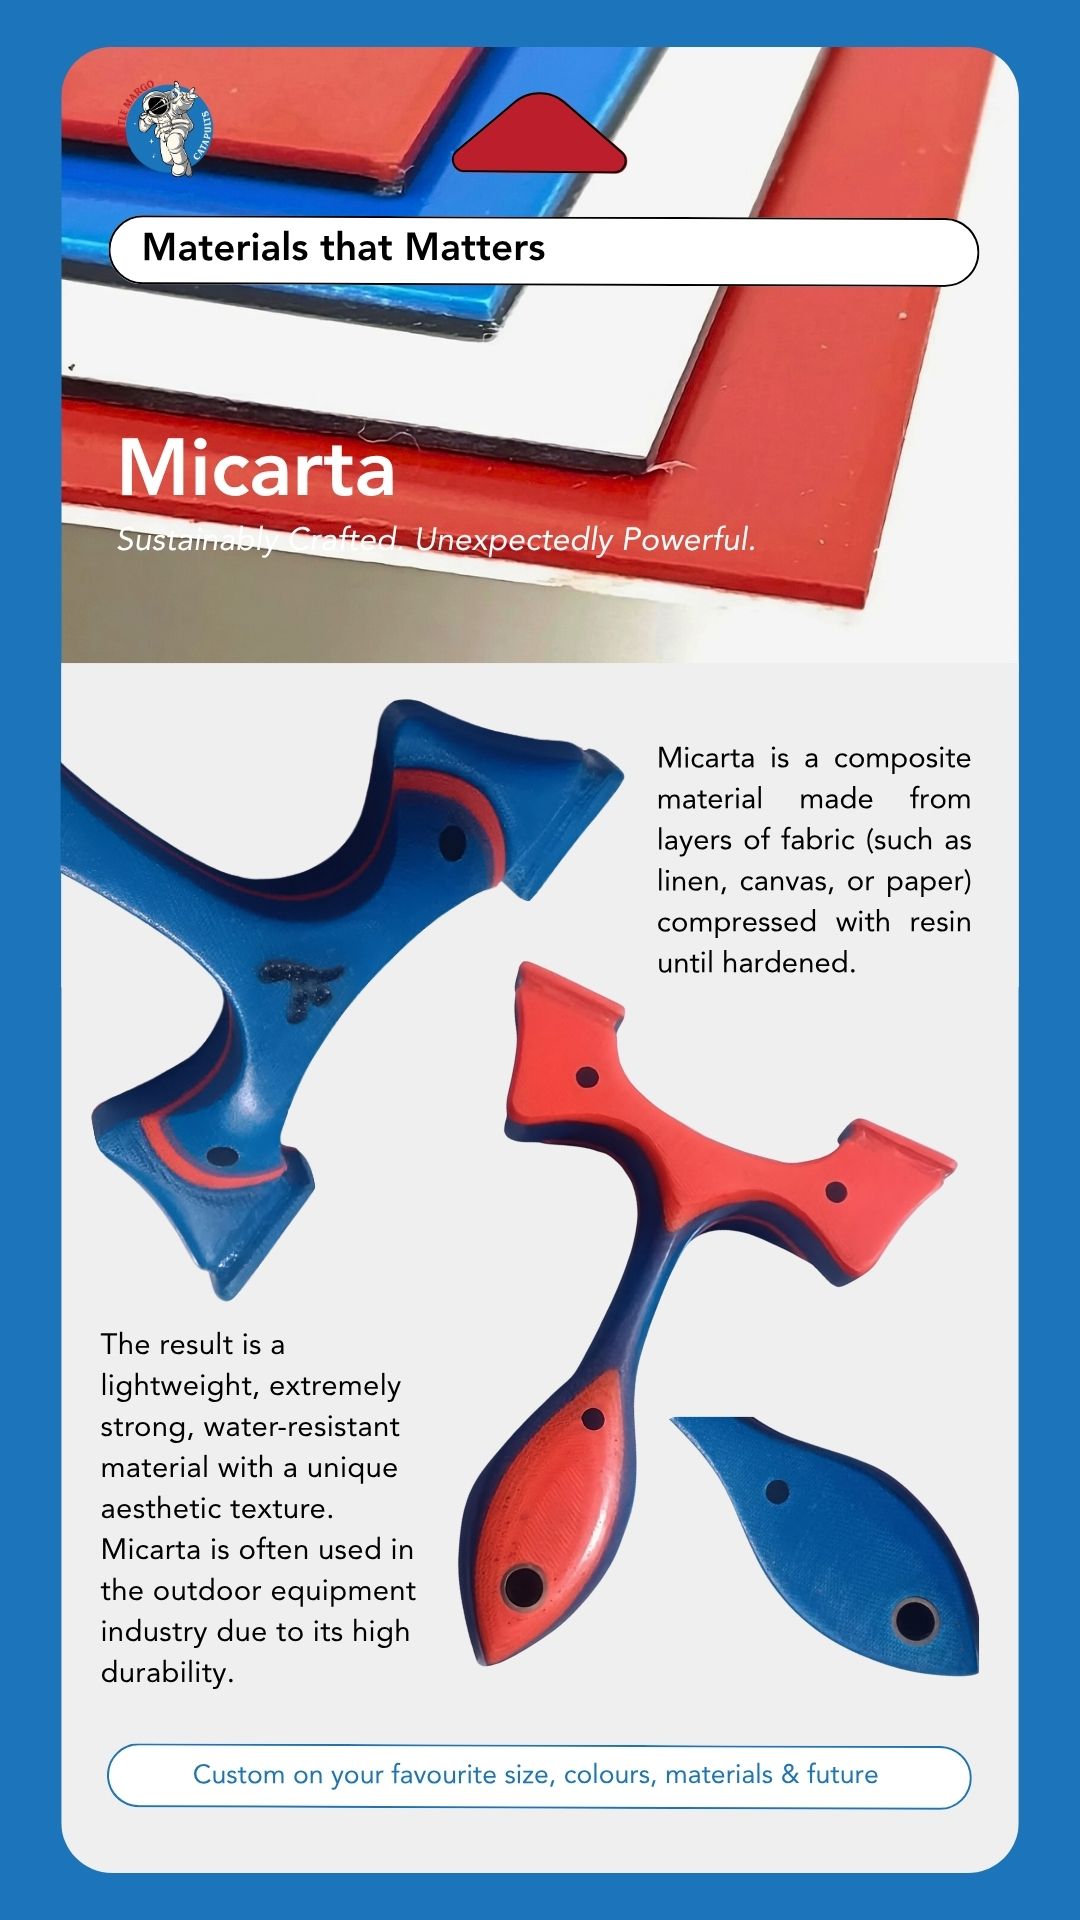 TLE MARGO
CATAPULTS
Materials that Matters
Micarta
Sustainably Crafted. Unexpectedly Powerful.
Micarta is a composite
material made from
layers of fabric (such as
linen, canvas, or paper)
compressed with resin
until hardened.
The result is a
lightweight, extremely
strong, water-resistant
material with a unique
aesthetic texture.
Micarta is often used in
the outdoor equipment
industry due to its high
durability.
Custom on your favourite size, colours, materials & future